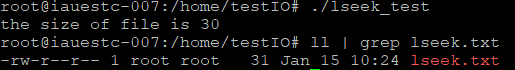 root@iauestc-007:/home/testIO# ./lseek_test
the size of file is 30
root@iauestc-007:/home/testIO# ll | grep lseek.txt
-rw-r--r-- 1 root root   31 Jan 15 10:24 lseek.txt